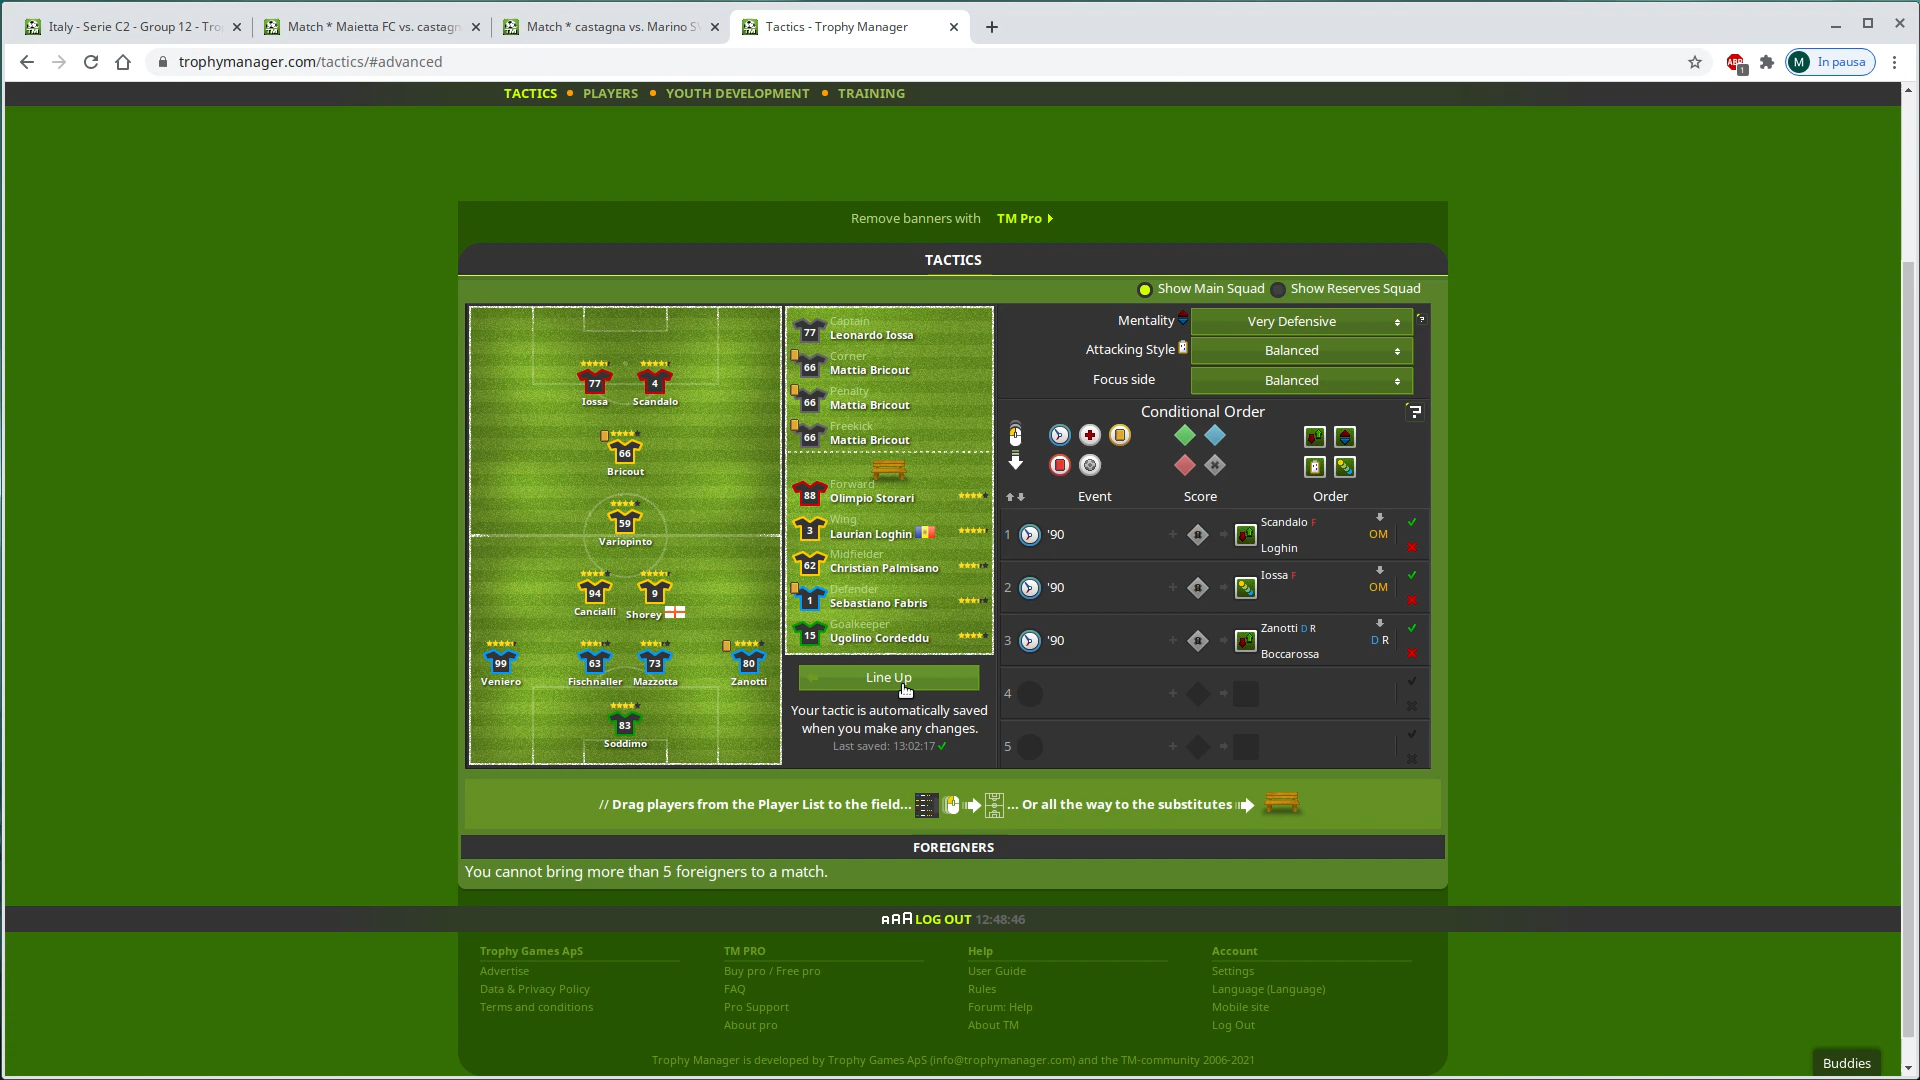 Italy - Serie C2 - Group 12 - Tro
Match * Maietta FC vs. castagn
Match * castagna vs. Marino S
Tactics - Trophy Manager
trophymanager.com/tactics/#advanced
ABP
1
M
In pausa
TACTICS • PLAYERS • YOUTH DEVELOPMENT • TRAINING
Remove banners with TM Pro
TACTICS
Show Main Squad
Show Reserves Squad
77
Iossa
4
Scandalo
66
Bricout
59
Variopinto
94
Cancialli
9
Shorey
99
Veniero
63
Fischnaller
73
Mazzotta
80
Zanotti
83
Soddimo
Captain
77
Leonardo Iossa
Corner
66
Mattia Bricout
Penalty
66
Mattia Bricout
Freekick
66
Mattia Bricout
Forward
88
Olimpio Storari
Wing
3
Laurian Loghin
Midfielder
62
Christian Palmisano
Defender
1
Sebastiano Fabris
Goalkeeper
15
Ugolino Cordeddu
Line Up
Your tactic is automatically saved
when you make any changes.
Last saved: 13:02:17
Mentality
Very Defensive
Attacking Style
Balanced
Focus side
Balanced
Conditional Order
Event
Score
Order
1
'90
Scandalo F
OM
Loghin
2
'90
Iossa F
OM
3
'90
Zanotti D R
D R
Boccarossa
4
5
// Drag players from the Player List to the field... ... Or all the way to the substitutes
FOREIGNERS
You cannot bring more than 5 foreigners to a match.
AAA LOG OUT 12:48:46
Trophy Games ApS
Advertise
Data & Privacy Policy
Terms and conditions
TM PRO
Buy pro / Free pro
FAQ
Pro Support
About pro
Help
User Guide
Rules
Forum: Help
About TM
Account
Settings
Language (Language)
Mobile site
Log Out
Trophy Manager is developed by Trophy Games ApS (info@trophymanager.com) and the TM-community 2006-2021
Buddies